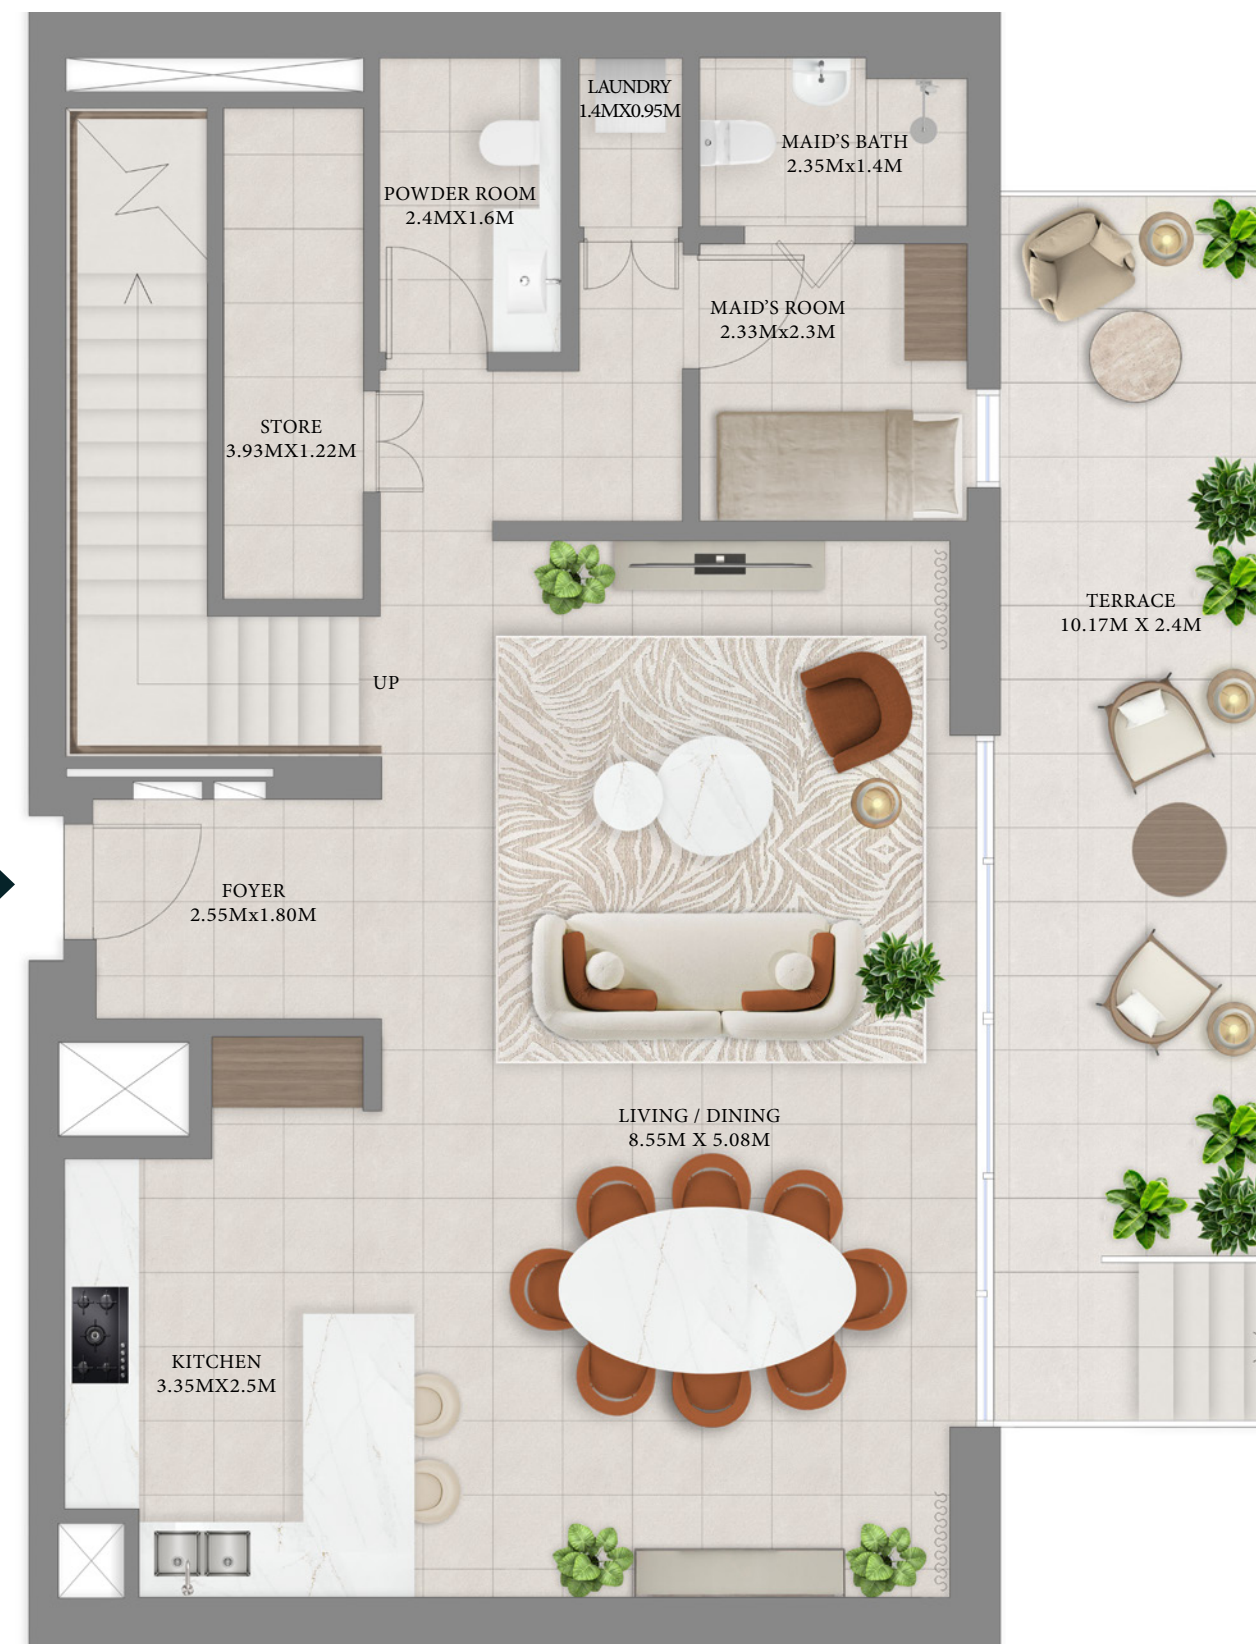 LAUNDRY
1.4MX0.95M
MAID'S BATH
2.35Mx1.4M
POWDER ROOM
2.4MX1.6M
MAID'S ROOM
2.33Mx2.3M
STORE
3.93MX1.22M
TERRACE
10.17M X 2.4M
UP
FOYER
2.55Mx1.80M
LIVING / DINING
8.55M X 5.08M
KITCHEN
3.35MX2.5M